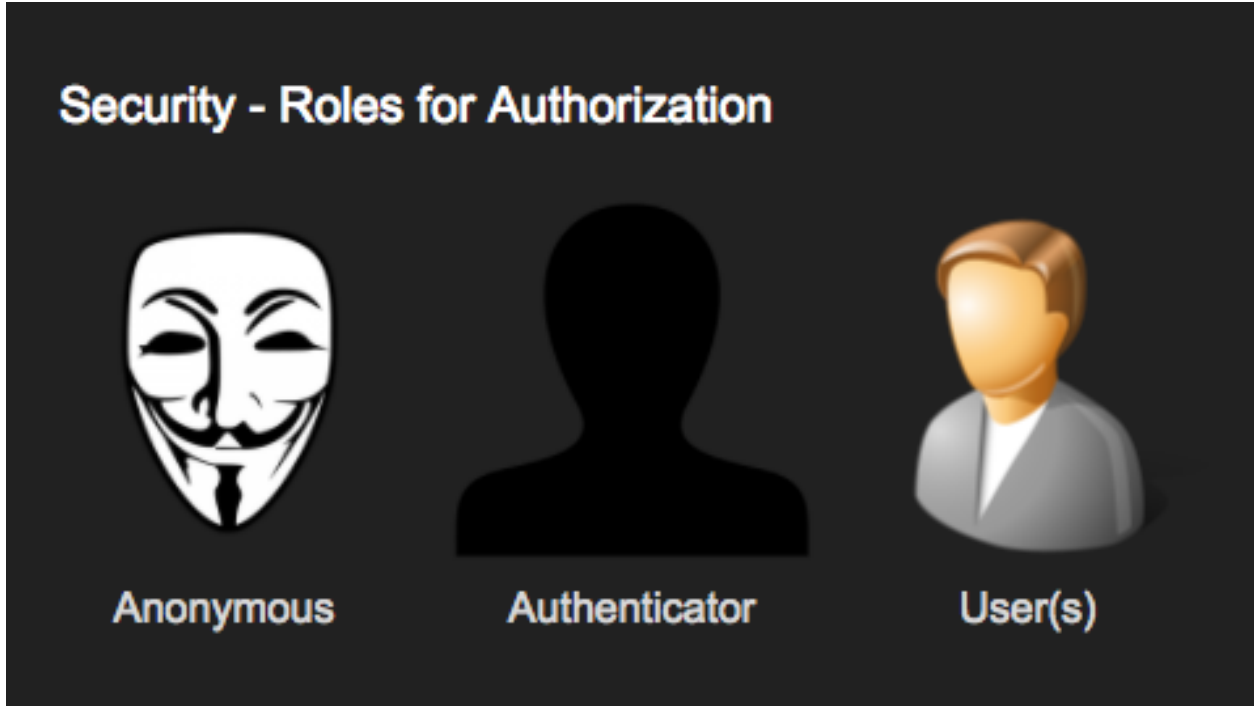 Security - Roles for Authorization
Anonymous
Authenticator
User(s)